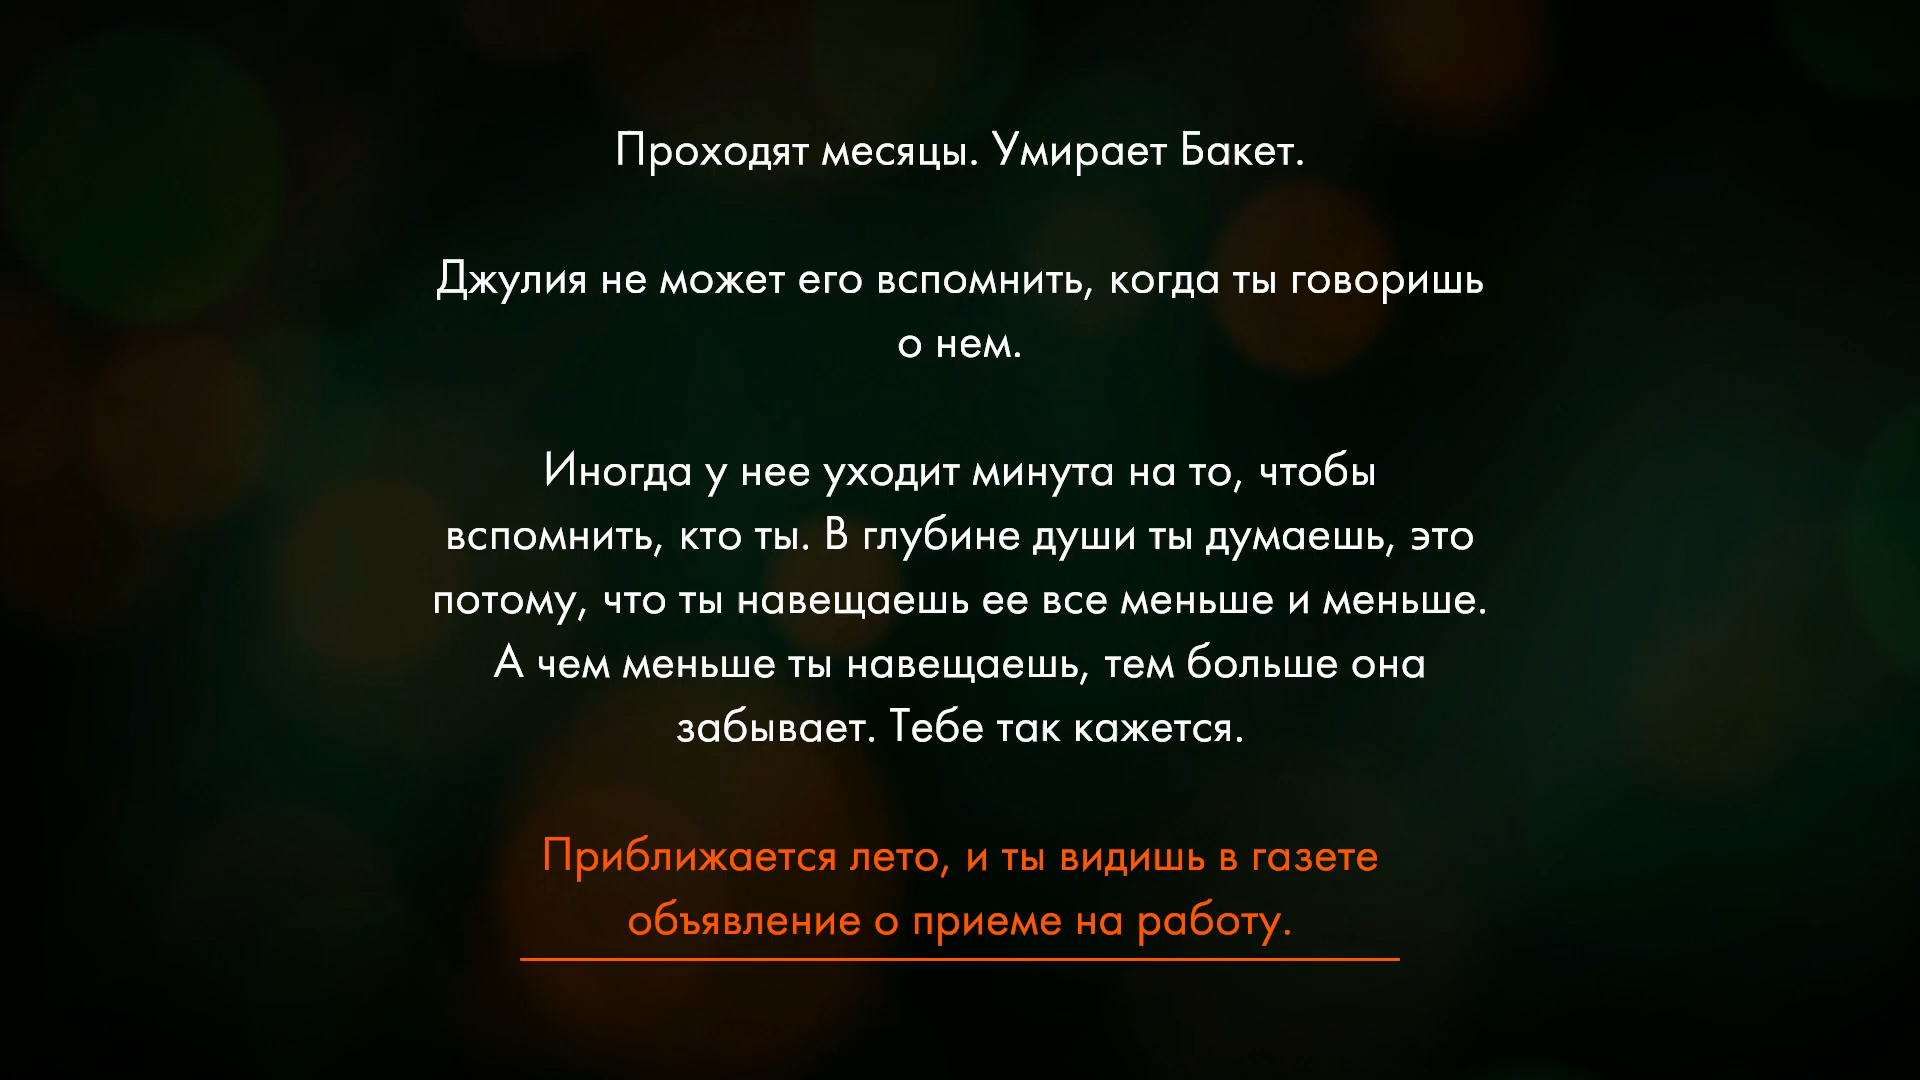 Проходят месяцы. Умирает Бакет.
Джулия не может его вспомнить, когда ты говоришь
о нем.
Иногда у нее уходит минута на то, чтобы
вспомнить, кто ты. В глубине души ты думаешь, это
потому, что ты навещаешь ее все меньше и меньше.
А чем меньше ты навещаешь, тем больше она
забывает. Тебе так кажется.
Приближается лето, и ты видишь в газете
объявление о приеме на работу.